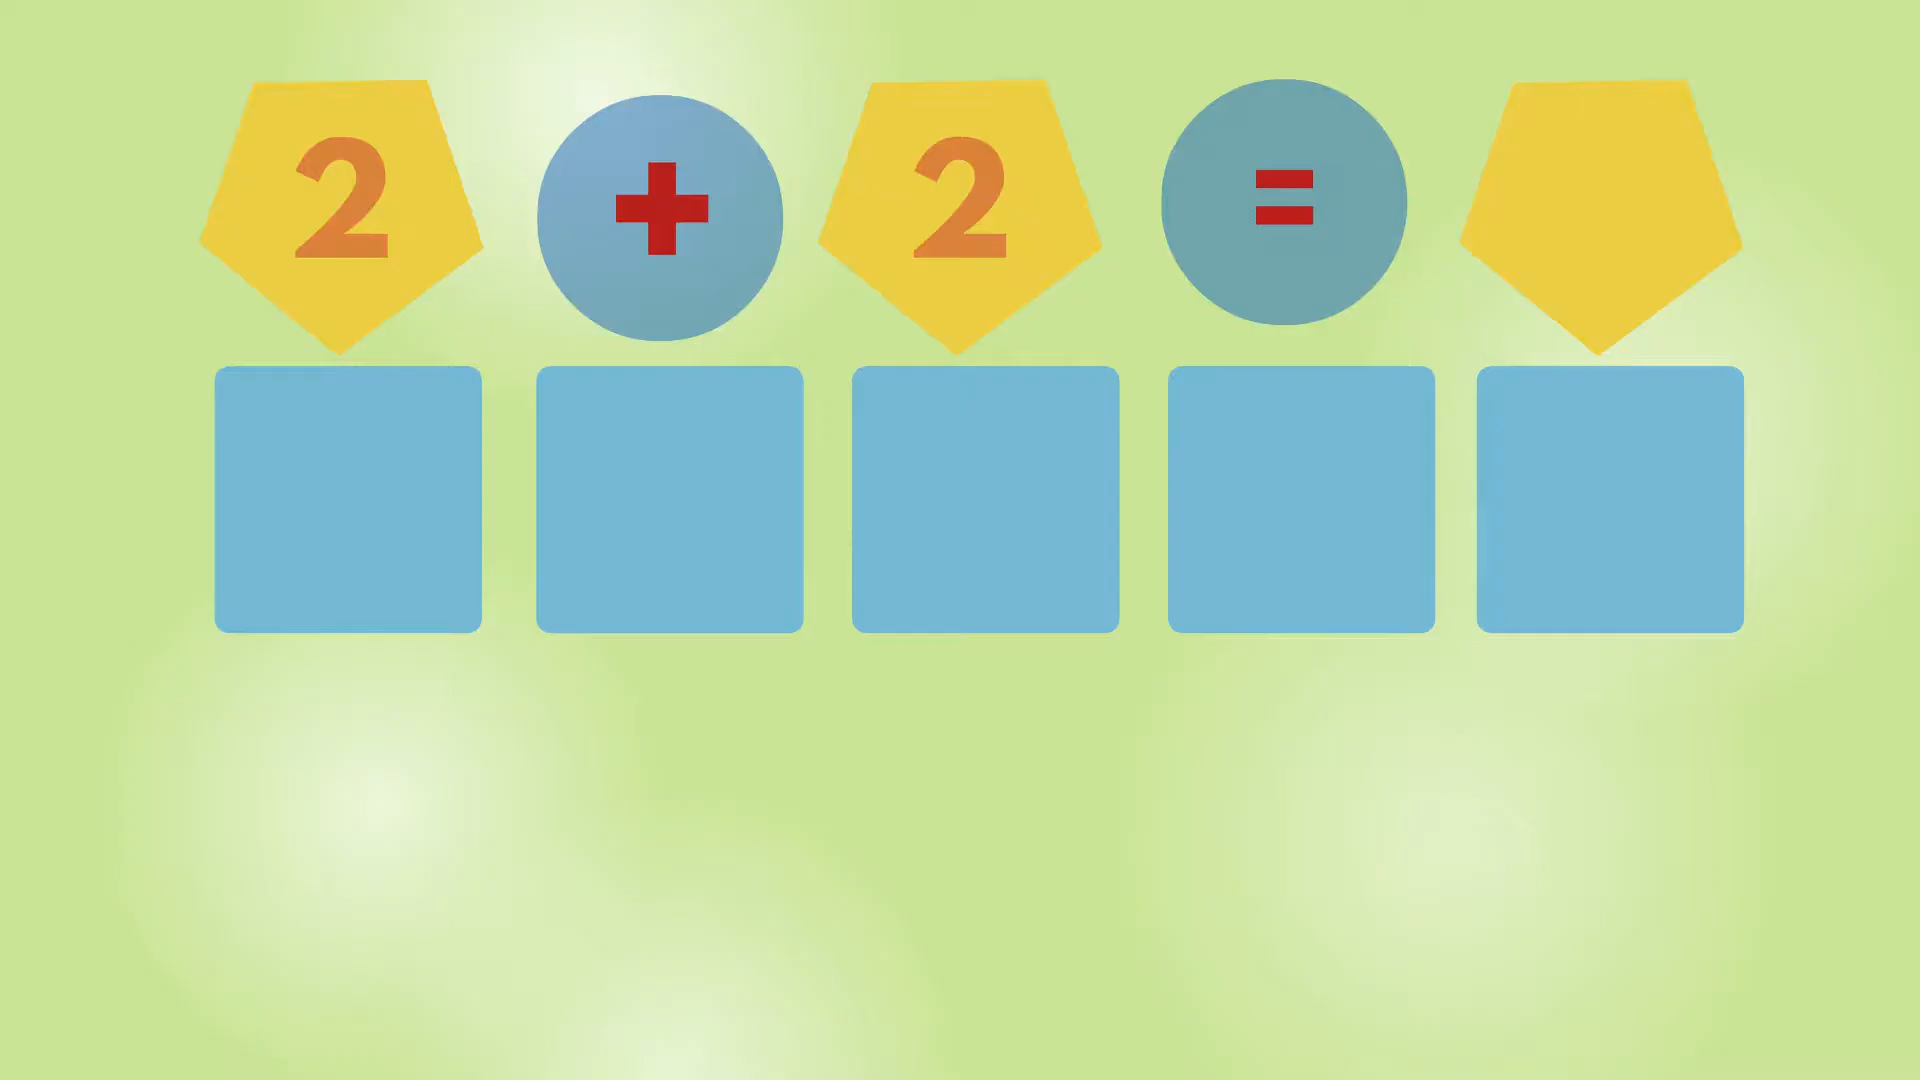 2 + 2 =